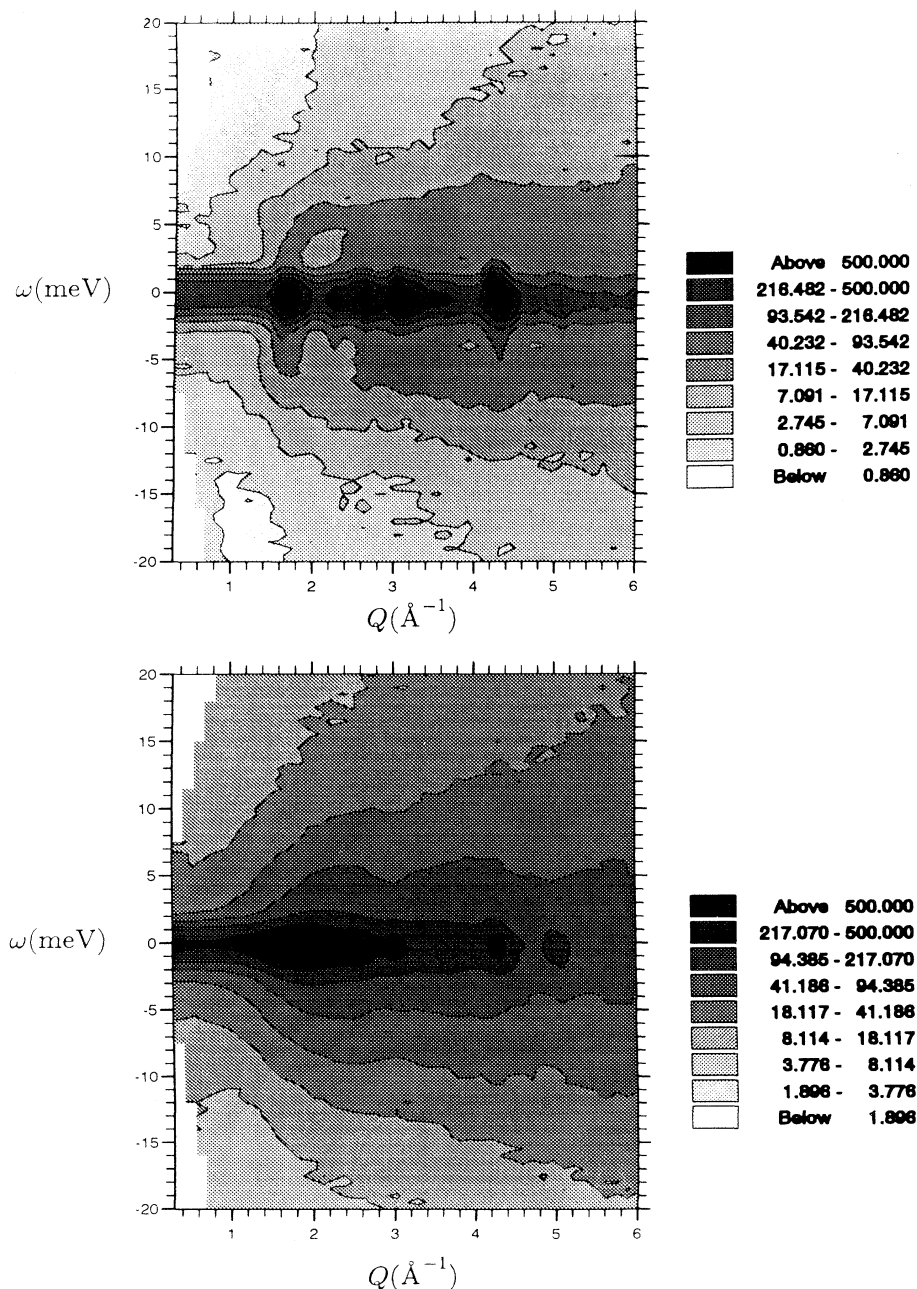 20
15
10
5
0
-5
-10
-15
-20
ω(meV)
1 2 3 4 5 6
Q(Å⁻¹)
Above 500.000
216.482 - 500.000
93.542 - 216.482
40.232 - 93.542
17.115 - 40.232
7.091 - 17.115
2.745 - 7.091
0.860 - 2.745
Below 0.860
20
15
10
5
0
-5
-10
-15
-20
ω(meV)
1 2 3 4 5 6
Q(Å⁻¹)
Above 500.000
217.070 - 500.000
94.385 - 217.070
41.186 - 94.385
18.117 - 41.186
8.114 - 18.117
3.776 - 8.114
1.896 - 3.776
Below 1.896